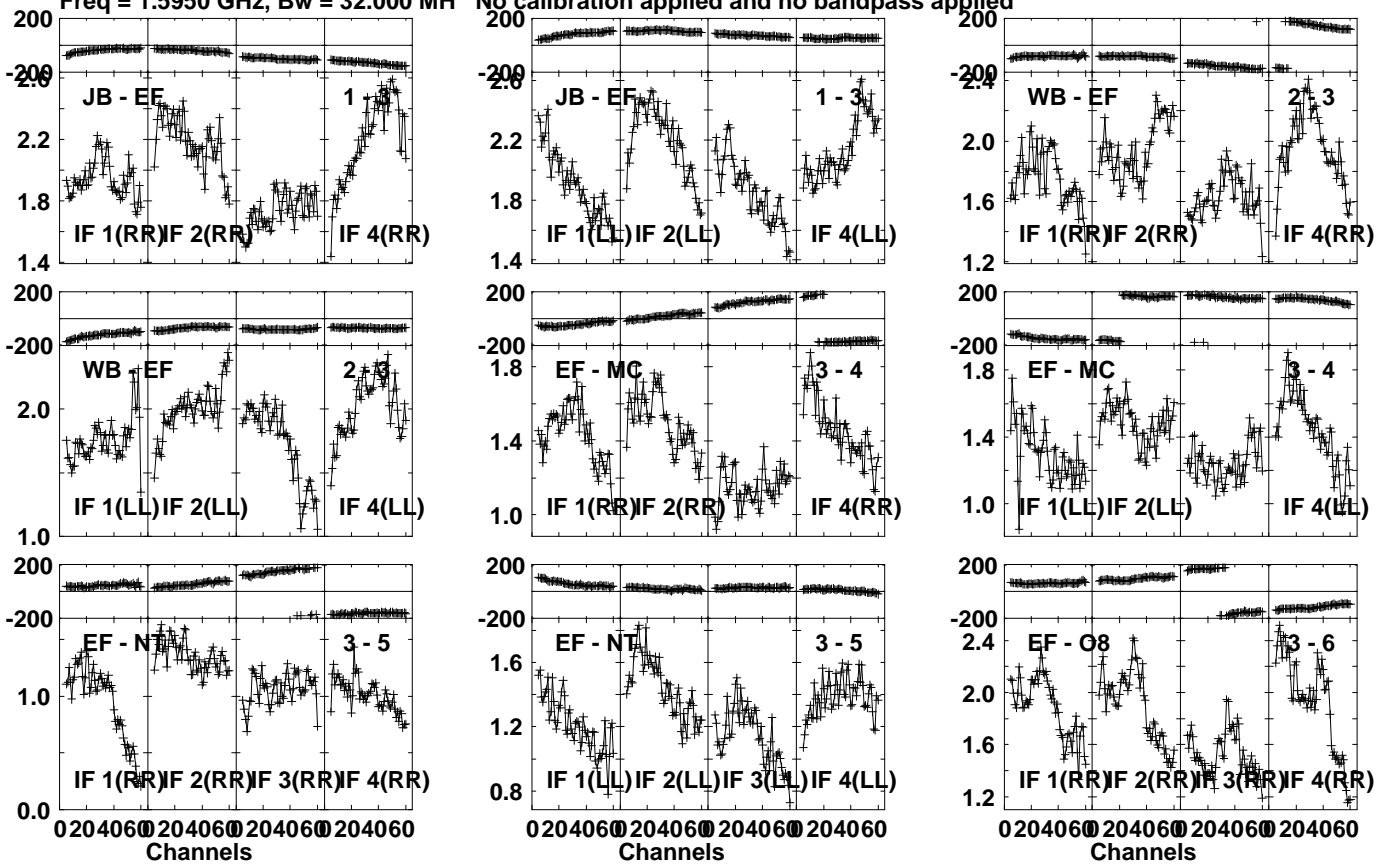 Freq = 1.5950 GHz, Bw = 32.000 MH No calibration applied and no bandpass applied
200
-200
2.6
2.2
1.8
1.4
JB - EF 1 - 3
IF 1(RR) IF 2(RR) IF 4(RR)
2.6
2.2
1.8
1.4
JB - EF 1 - 3
IF 1(LL) IF 2(LL) IF 4(LL)
200
-200
2.4
2.0
1.6
1.2
WB - EF 2 - 3
IF 1(RR) IF 2(RR) IF 4(RR)
200
-200
2.0
1.0
WB - EF 2 - 3
IF 1(LL) IF 2(LL) IF 4(LL)
200
-200
1.8
1.4
1.0
EF - MC 3 - 4
IF 1(RR) IF 2(RR) IF 4(RR)
200
-200
1.8
1.4
1.0
EF - MC 3 - 4
IF 1(LL) IF 2(LL) IF 4(LL)
200
-200
1.0
0.0
EF - NT 3 - 5
IF 1(RR) IF 2(RR) IF 3(RR) IF 4(RR)
0 20 40 60 0 20 40 60 0 20 40 60 0 20 40 60
Channels
200
-200
1.6
1.2
0.8
EF - NT 3 - 5
IF 1(LL) IF 2(LL) IF 3(LL) IF 4(LL)
0 20 40 60 0 20 40 60 0 20 40 60 0 20 40 60
Channels
200
-200
2.4
2.0
1.6
1.2
EF - O8 3 - 6
IF 1(RR) IF 2(RR) IF 3(RR) IF 4(RR)
0 20 40 60 0 20 40 60 0 20 40 60 0 20 40 60
Channels